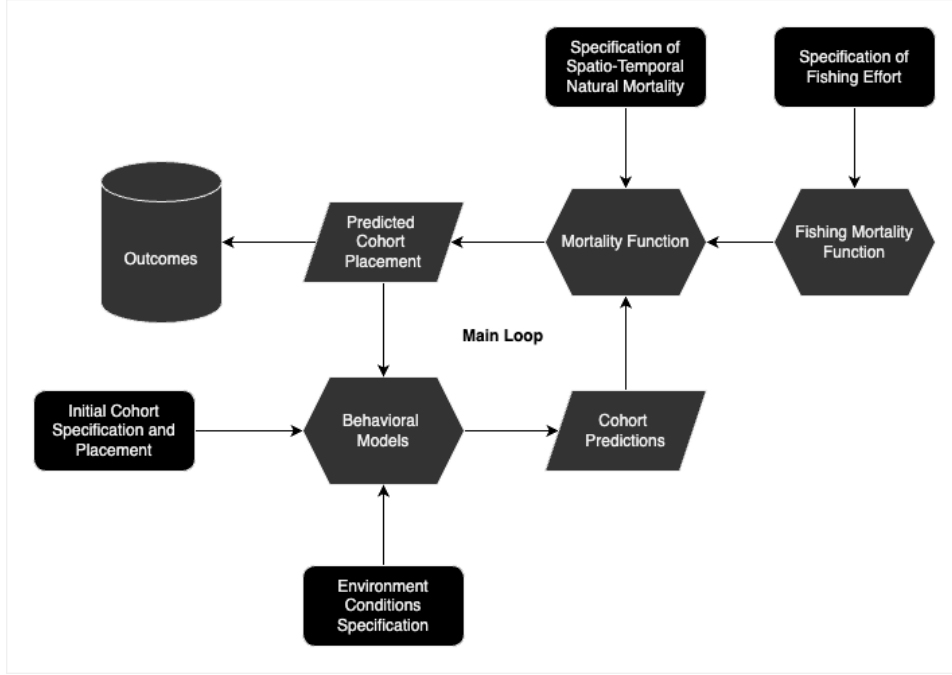 Specification of
Spatio-Temporal
Natural Mortality
Specification of
Fishing Effort
Outcomes
Predicted
Cohort
Placement
Mortality Function
Fishing Mortality
Function
Main Loop
Initial Cohort
Specification and
Placement
Behavioral
Models
Cohort
Predictions
Environment
Conditions
Specification